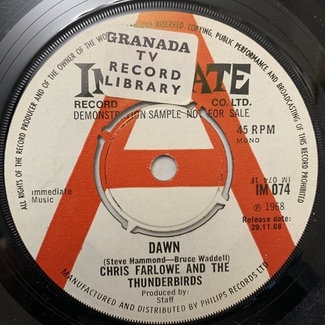 GRANADA
TV
RECORD
LIBRARY
RECORD CO. LTD.
DEMONSTRATION SAMPLE NOT FOR SALE
45 RPM
MONO
IM 074 1F
IM 074
℗ 1968
Release date:
29.11.68
Immediate
Music
DAWN
(Steve Hammond-Bruce Waddell)
CHRIS FARLOWE AND THE
THUNDERBIRDS
Produced by:
Staff
ALL RIGHTS OF THE RECORD PRODUCER AND OF THE OWNER OF THE
RESERVED. COPYING, PUBLIC PERFORMANCE AND BROADCASTING OF THIS RECORD PROHIBITED
MANUFACTURED AND DISTRIBUTED BY PHILIPS RECORDS LTD